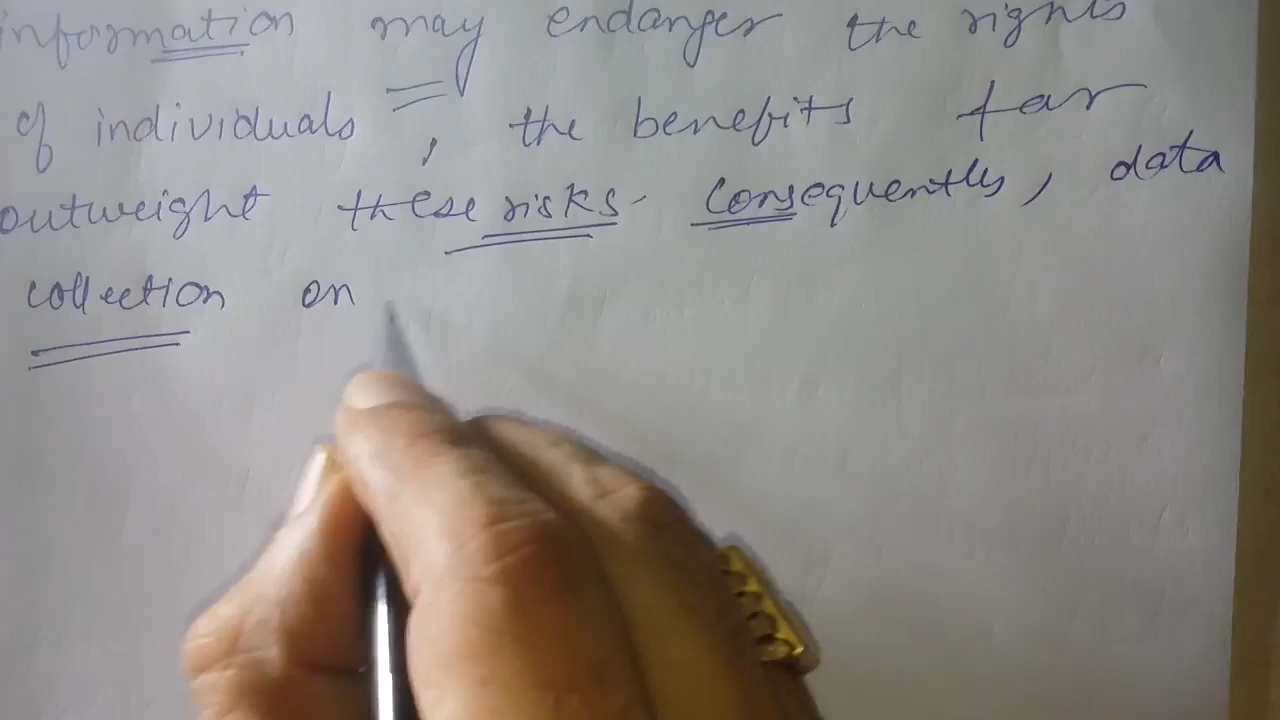 information may endanger the rights
of individuals, the benefits far
outweight these risks. Consequently, data
collection on